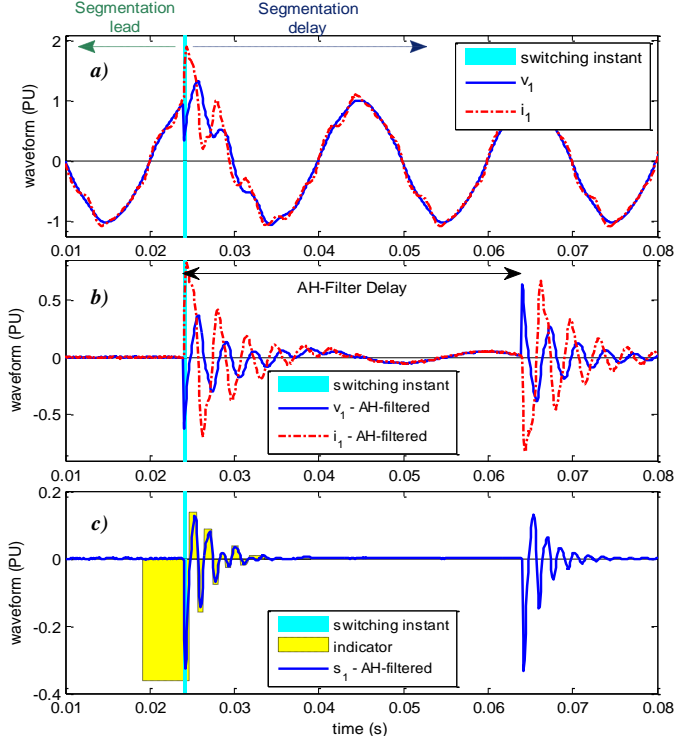 Segmentation
lead
Segmentation
delay
2
1
0
-1
waveform (PU)
a)
switching instant
v1
i1
0.01 0.02 0.03 0.04 0.05 0.06 0.07 0.08
0.5
0
-0.5
waveform (PU)
b)
AH-Filter Delay
switching instant
v1 - AH-filtered
i1 - AH-filtered
0.01 0.02 0.03 0.04 0.05 0.06 0.07 0.08
0.2
0
-0.2
-0.4
waveform (PU)
c)
switching instant
indicator
s1 - AH-filtered
0.01 0.02 0.03 0.04 0.05 0.06 0.07 0.08
time (s)